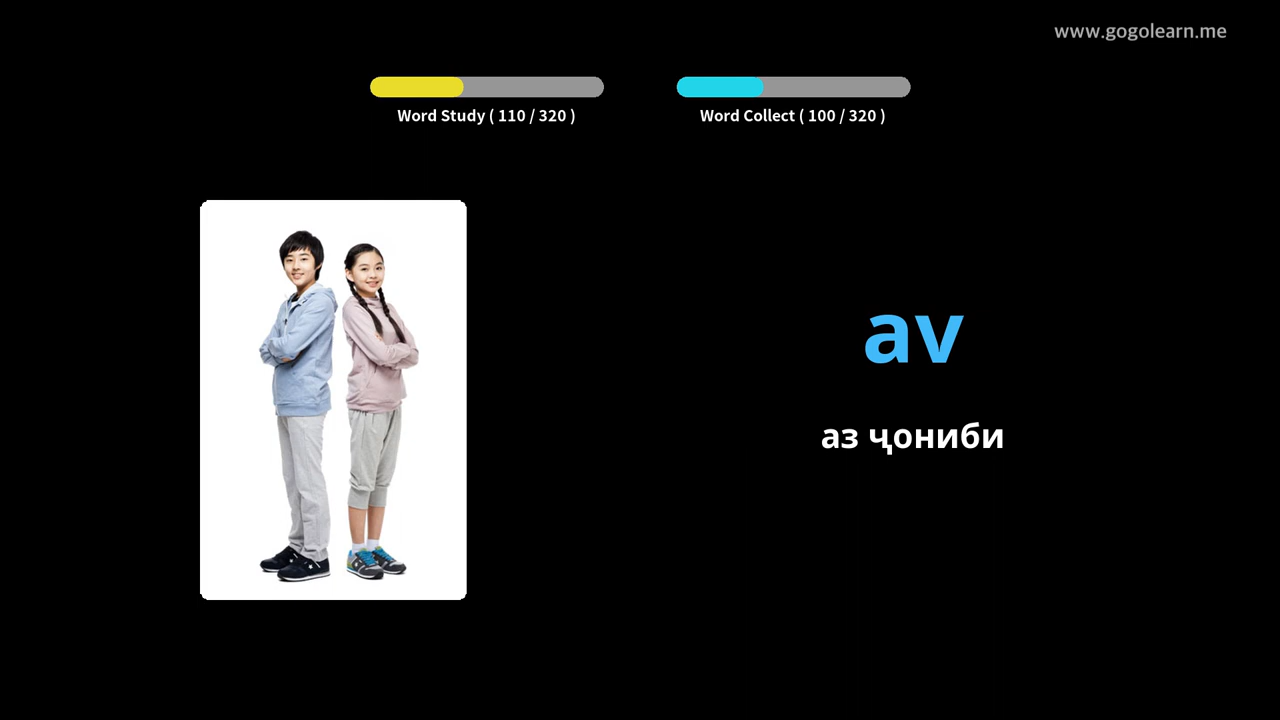 www.gogolearn.me
Word Study ( 110 / 320 )
Word Collect ( 100 / 320 )
av
аз ҷониби